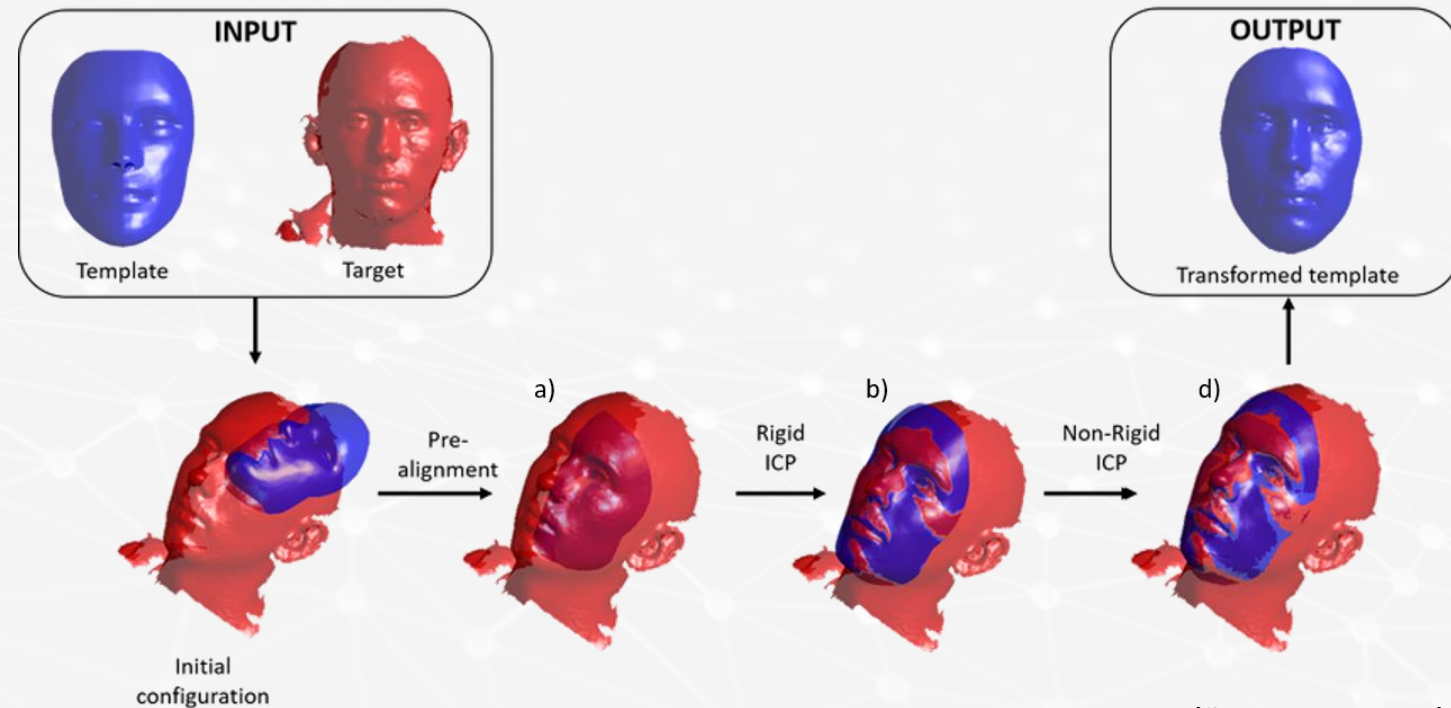 INPUT
Template
Target
OUTPUT
Transformed template
a)
b)
d)
Pre-
alignment
Rigid
ICP
Non-Rigid
ICP
Initial
configuration